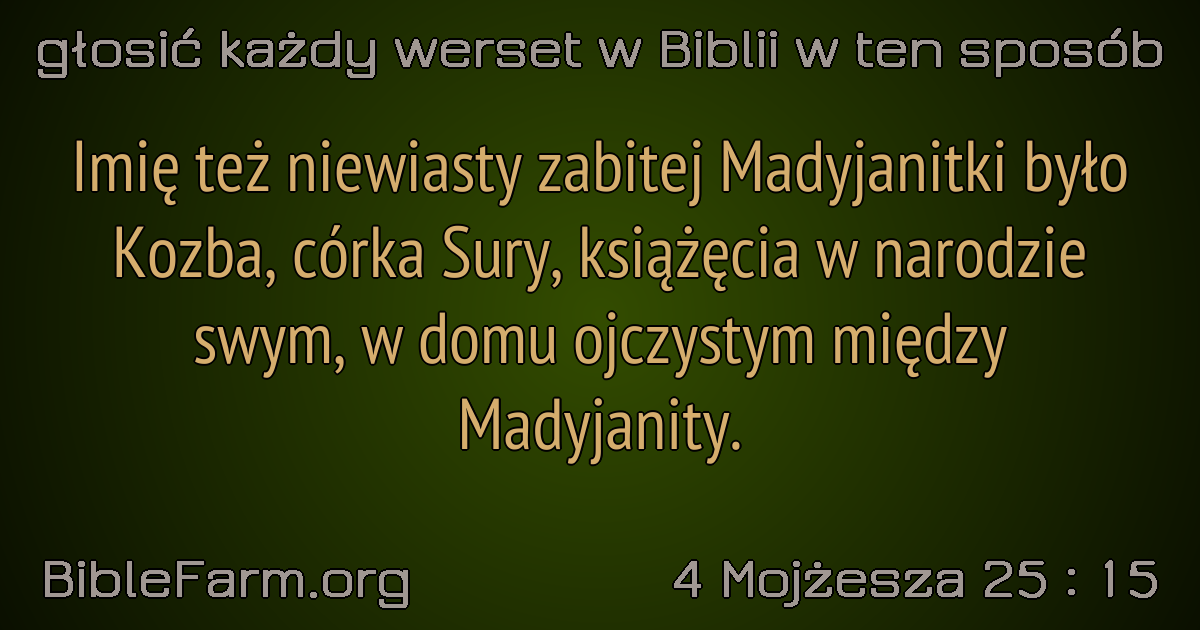 głosić każdy werset w Biblii w ten sposób
Imię też niewiasty zabitej Madyjanitki było
Kozba, córka Sury, książęcia w narodzie
swym, w domu ojczystym między
Madyjanity.
BibleFarm.org
4 Mojżesza 25 : 15